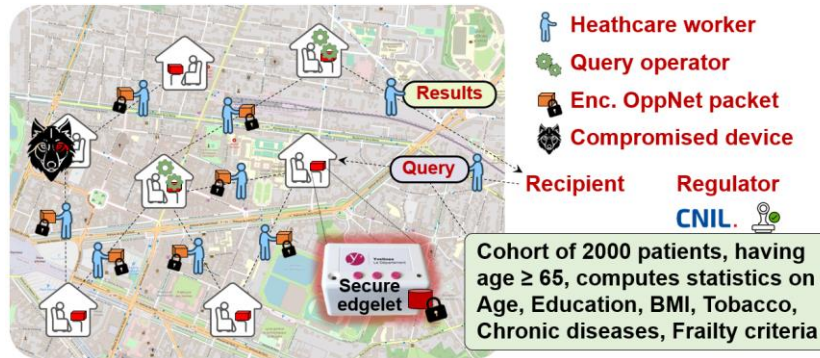 Heathcare worker
Query operator
Enc. OppNet packet
Compromised device
Results
Query
Recipient
Regulator
CNIL.
Secure
edgelet
Cohort of 2000 patients, having
age ≥ 65, computes statistics on
Age, Education, BMI, Tobacco,
Chronic diseases, Frailty criteria